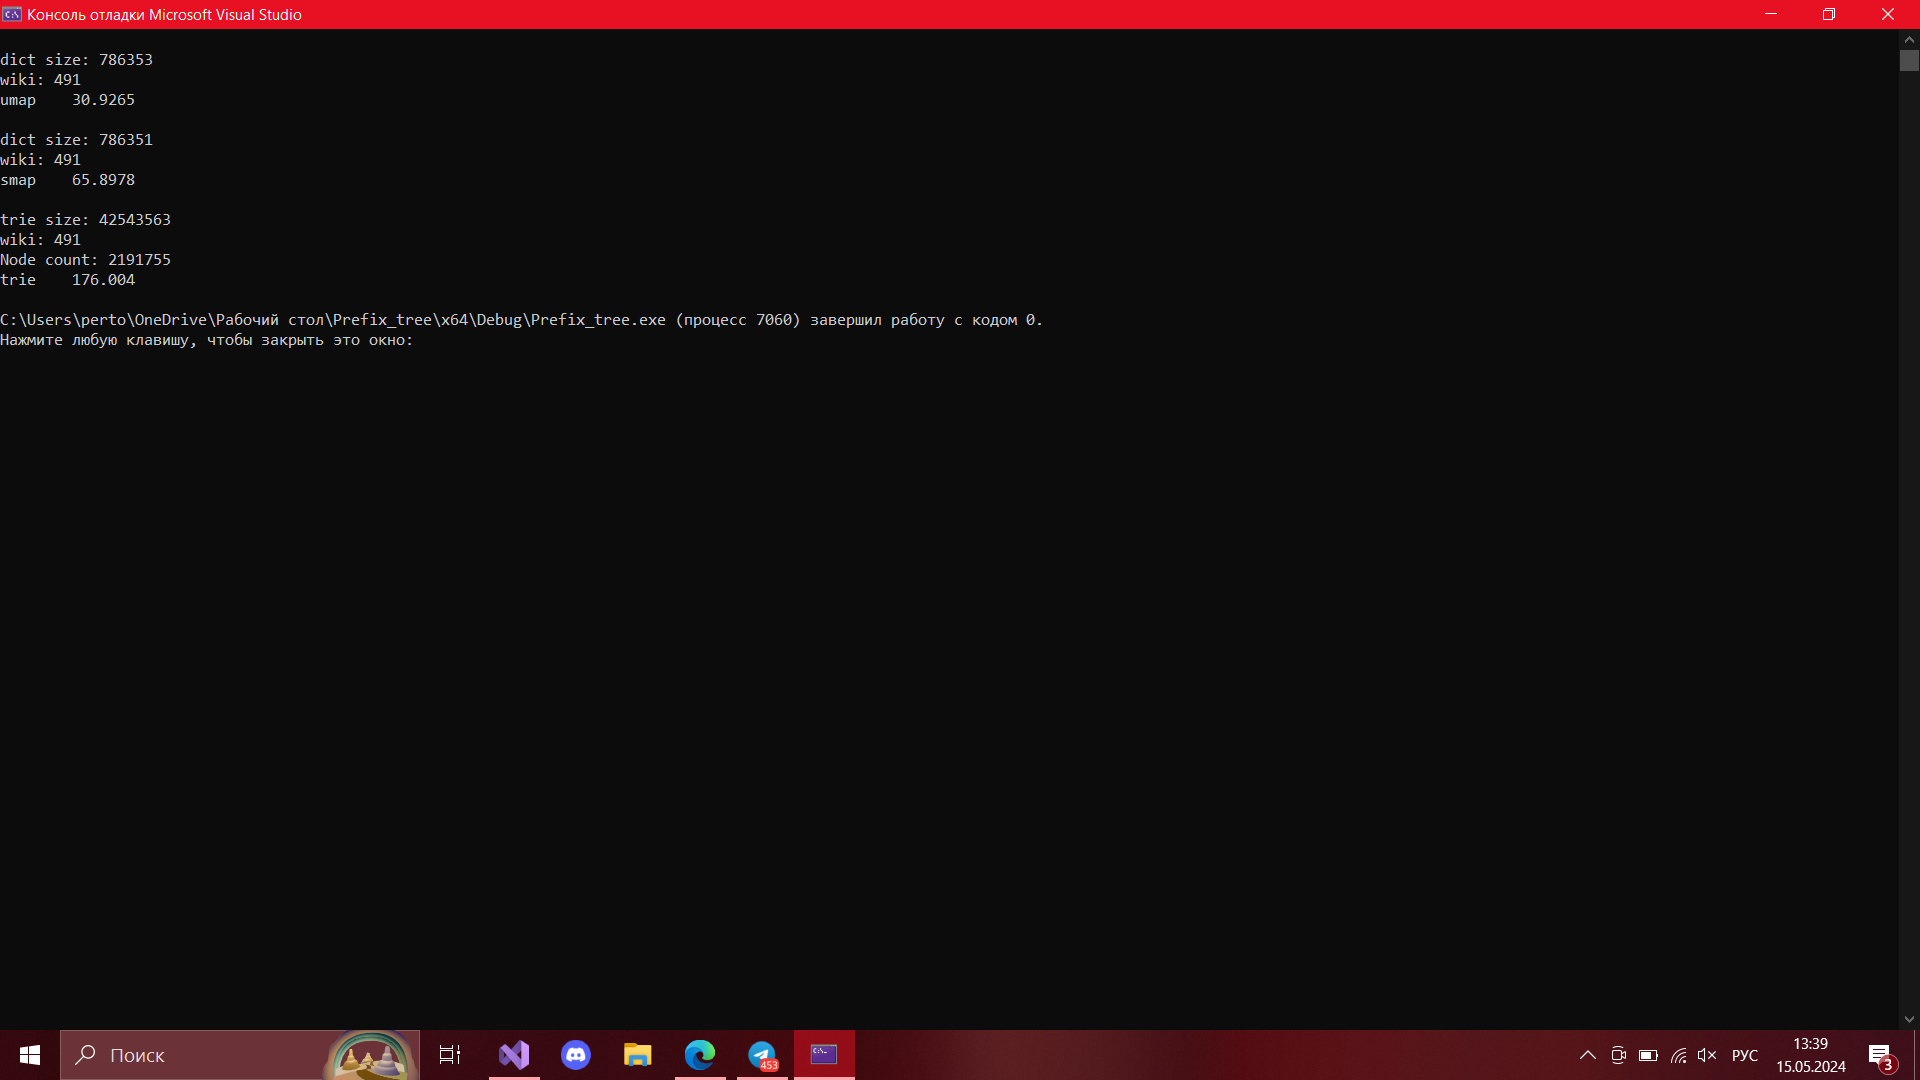 Консоль отладки Microsoft Visual Studio
dict size: 786353
wiki: 491
umap    30.9265
dict size: 786351
wiki: 491
smap    65.8978
trie size: 42543563
wiki: 491
Node count: 2191755
trie    176.004
C:\Users\perto\OneDrive\Рабочий стол\Prefix_tree\x64\Debug\Prefix_tree.exe (процесс 7060) завершил работу с кодом 0.
Нажмите любую клавишу, чтобы закрыть это окно:
Поиск
453
РУС
13:39
15.05.2024
3